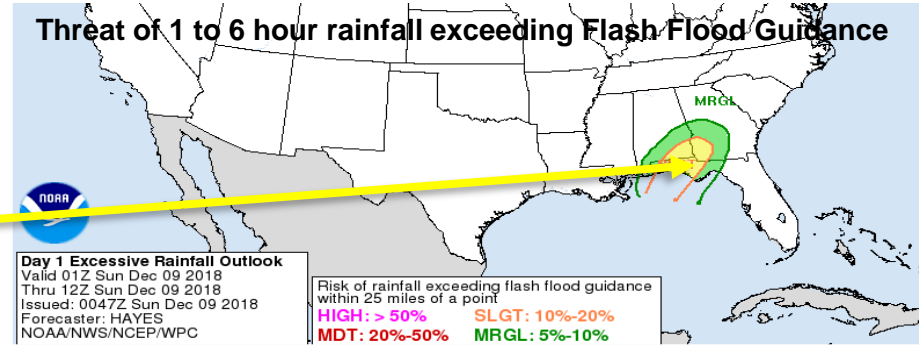 Threat of 1 to 6 hour rainfall exceeding Flash Flood Guidance
MRGL
NOAA
Day 1 Excessive Rainfall Outlook
Valid 01Z Sun Dec 09 2018
Thru 12Z Sun Dec 09 2018
Issued: 0047Z Sun Dec 09 2018
Forecaster: HAYES
NOAA/NWS/NCEP/WPC
Risk of rainfall exceeding flash flood guidance
within 25 miles of a point
HIGH: > 50% SLGT: 10%-20%
MDT: 20%-50% MRGL: 5%-10%